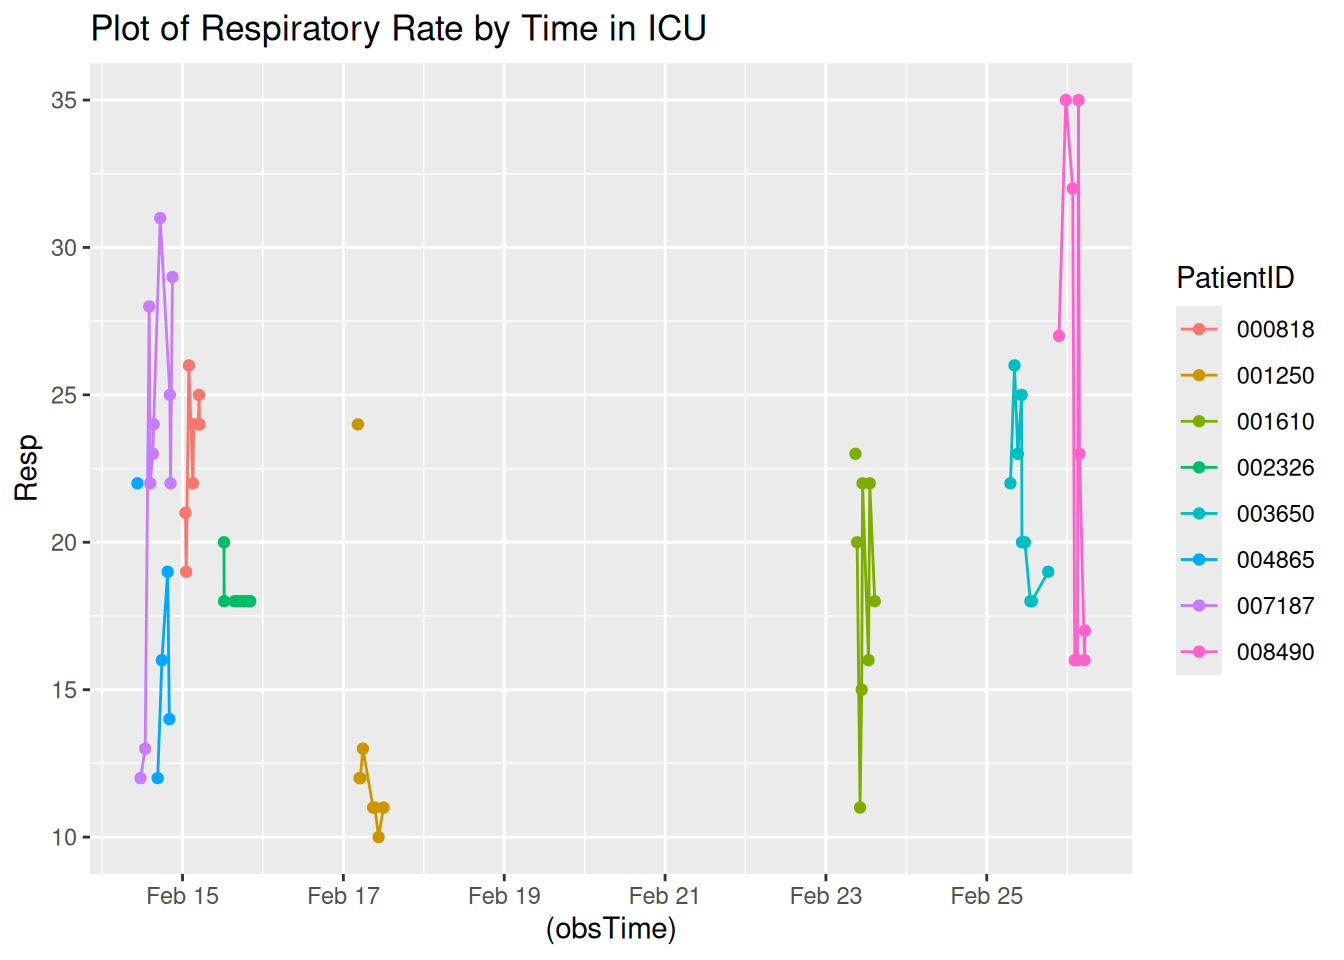 Plot of Respiratory Rate by Time in ICU
35
30
25
20
15
10
Resp
Feb 15
Feb 17
Feb 19
Feb 21
Feb 23
Feb 25
(obsTime)
PatientID
000818
001250
001610
002326
003650
004865
007187
008490